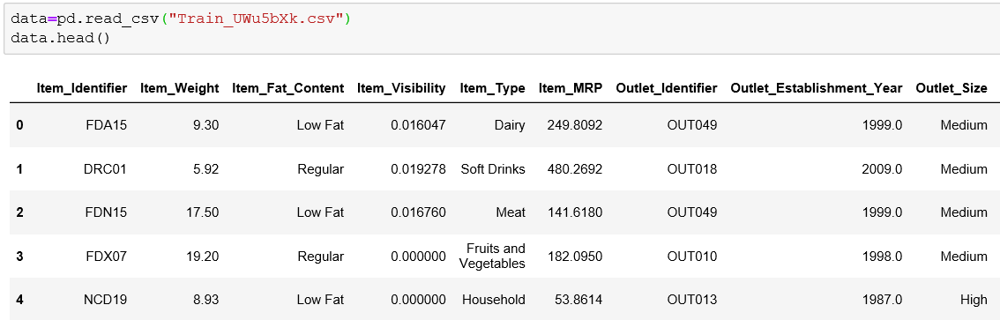 data=pd.read_csv("Train_UWu5bXk.csv")
data.head()
Item_Identifier Item_Weight Item_Fat_Content Item_Visibility Item_Type Item_MRP Outlet_Identifier Outlet_Establishment_Year Outlet_Size
0 FDA15 9.30 Low Fat 0.016047 Dairy 249.8092 OUT049 1999.0 Medium
1 DRC01 5.92 Regular 0.019278 Soft Drinks 480.2692 OUT018 2009.0 Medium
2 FDN15 17.50 Low Fat 0.016760 Meat 141.6180 OUT049 1999.0 Medium
3 FDX07 19.20 Regular 0.000000 Fruits and Vegetables 182.0950 OUT010 1998.0 Medium
4 NCD19 8.93 Low Fat 0.000000 Household 53.8614 OUT013 1987.0 High